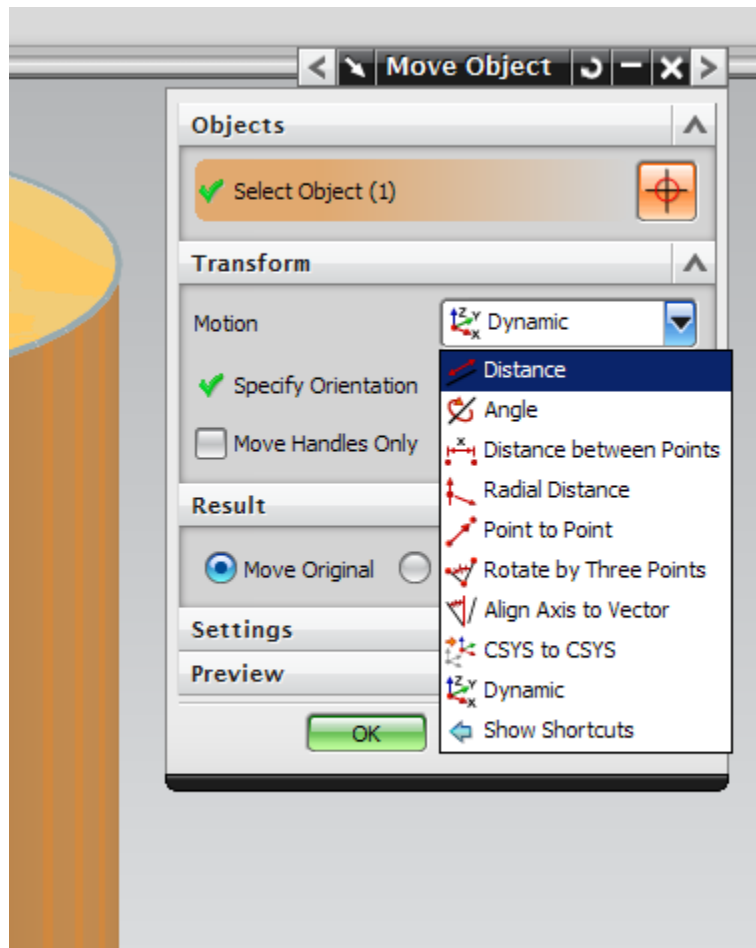 Move Object
Objects
Select Object (1)
Transform
Motion
Dynamic
Specify Orientation
Move Handles Only
Result
Move Original
Settings
Preview
OK
Distance
Angle
Distance between Points
Radial Distance
Point to Point
Rotate by Three Points
Align Axis to Vector
CSYS to CSYS
Dynamic
Show Shortcuts